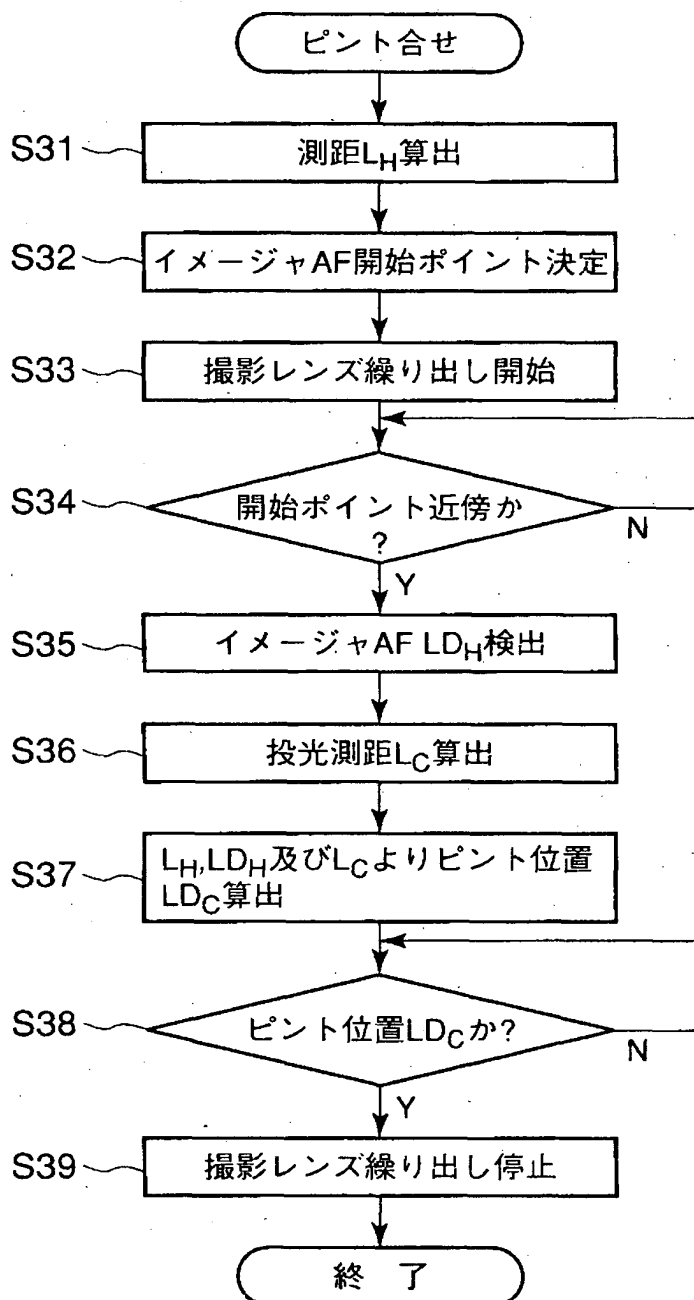 ピント合せ
S31
測距LH算出
S32
イメージャAF開始ポイント決定
S33
撮影レンズ繰り出し開始
S34
開始ポイント近傍か
?
N
Y
S35
イメージャAF LDH検出
S36
投光測距LC算出
S37
LH,LDH及びLCよりピント位置
LDC算出
S38
ピント位置LDCか?
N
Y
S39
撮影レンズ繰り出し停止
終 了